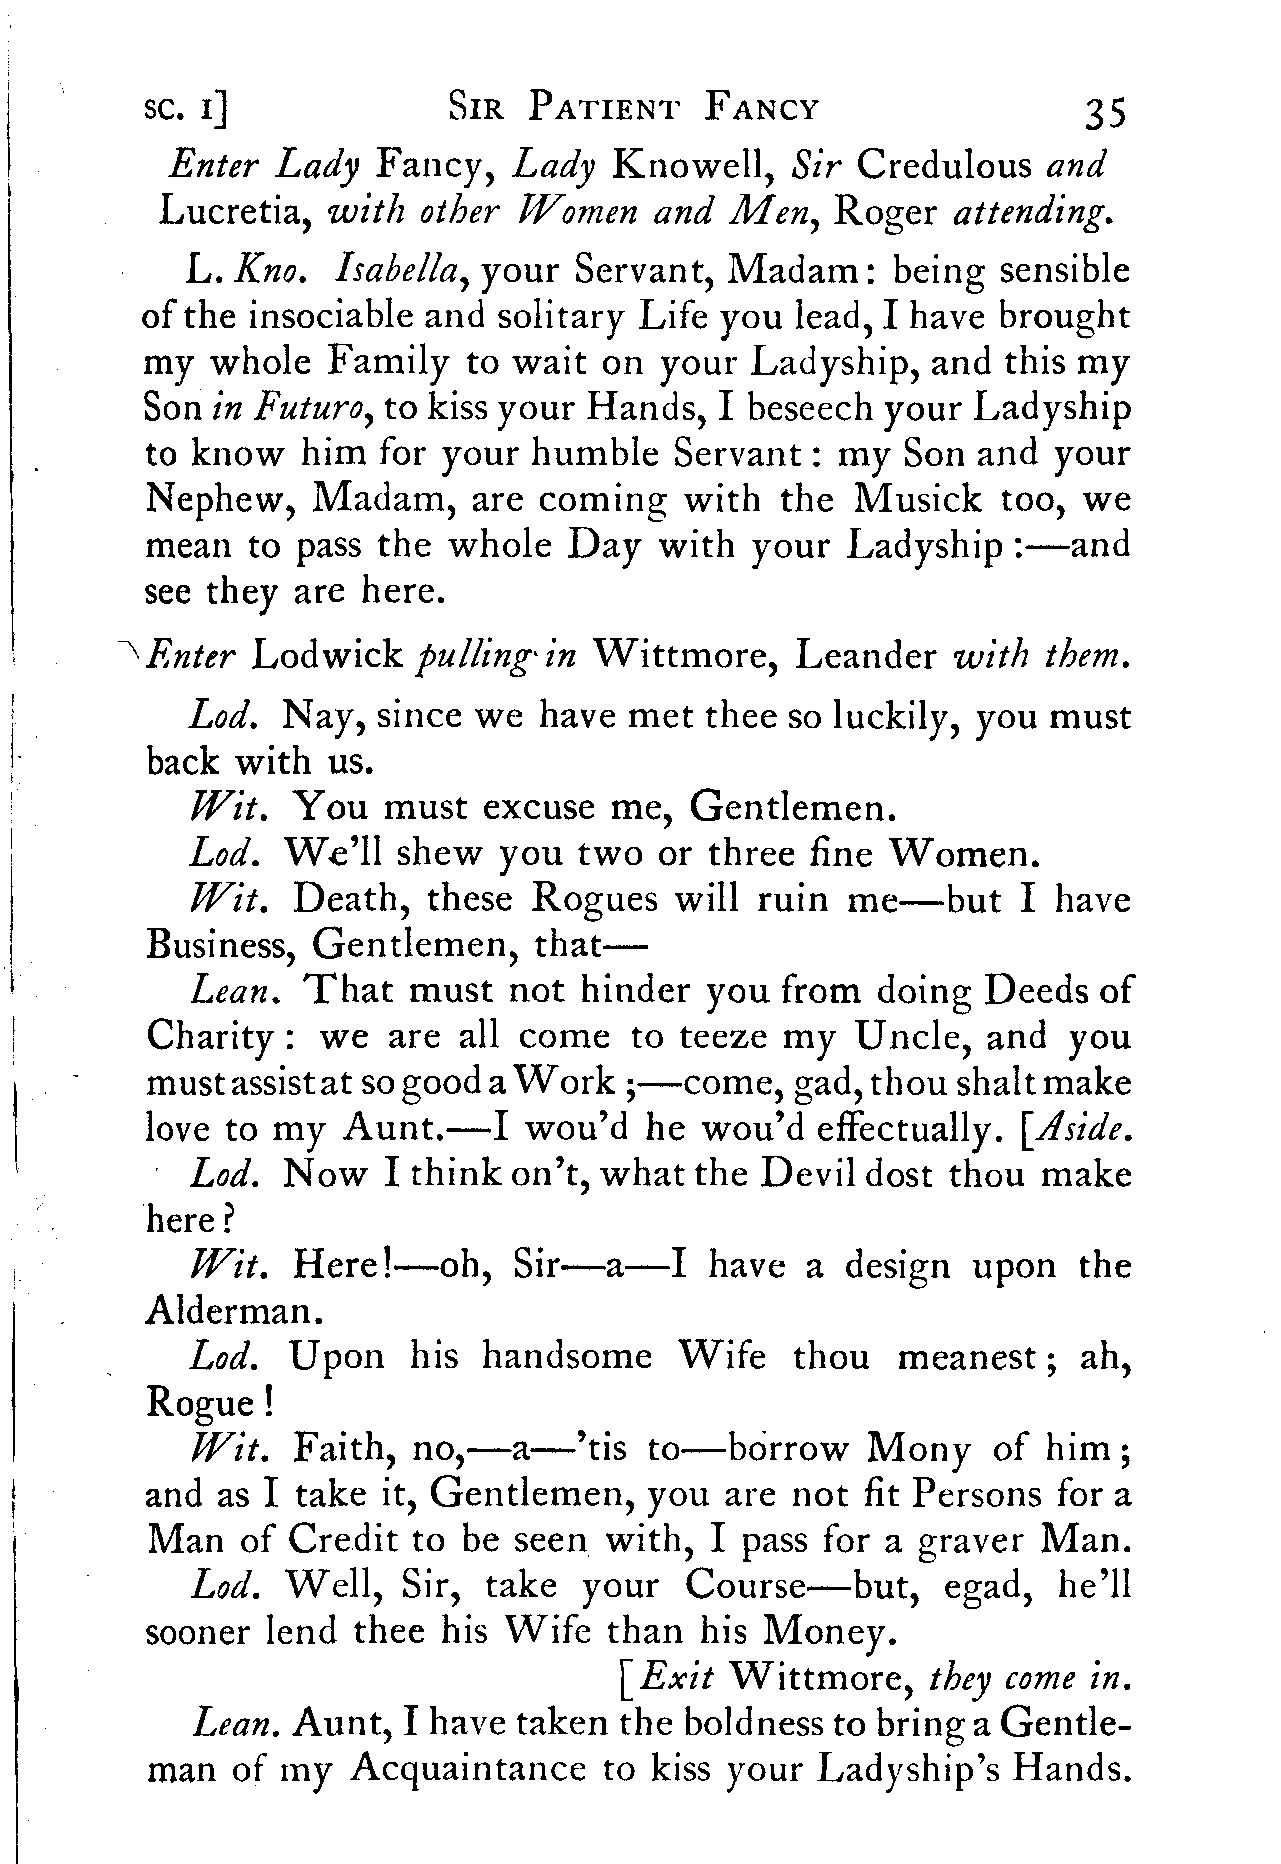 SC. I] SIR PATIENT FANCY 35
Enter Lady Fancy, Lady Knowell, Sir Credulous and
Lucretia, with other Women and Men, Roger attending.
L. Kno. Isabella, your Servant, Madam: being sensible
of the insociable and solitary Life you lead, I have brought
my whole Family to wait on your Ladyship, and this my
Son in Futuro, to kiss your Hands, I beseech your Ladyship
to know him for your humble Servant : my Son and your
Nephew, Madam, are coming with the Musick too, we
mean to pass the whole Day with your Ladyship :—and
see they are here.
Enter Lodwick pulling in Wittmore, Leander with them.
Lod. Nay, since we have met thee so luckily, you must
back with us.
Wit. You must excuse me, Gentlemen.
Lod. We'll shew you two or three fine Women.
Wit. Death, these Rogues will ruin me—but I have
Business, Gentlemen, that—
Lean. That must not hinder you from doing Deeds of
Charity : we are all come to teeze my Uncle, and you
must assist at so good a Work ;—come, gad, thou shalt make
love to my Aunt.—I wou'd he wou'd effectually. [Aside.
Lod. Now I think on't, what the Devil dost thou make
here ?
Wit. Here!—oh, Sir—a—I have a design upon the
Alderman.
Lod. Upon his handsome Wife thou meanest ; ah,
Rogue !
Wit. Faith, no,—a—'tis to—borrow Mony of him ;
and as I take it, Gentlemen, you are not fit Persons for a
Man of Credit to be seen with, I pass for a graver Man.
Lod. Well, Sir, take your Course—but, egad, he'll
sooner lend thee his Wife than his Money.
[Exit Wittmore, they come in.
Lean. Aunt, I have taken the boldness to bring a Gentle-
man of my Acquaintance to kiss your Ladyship's Hands.